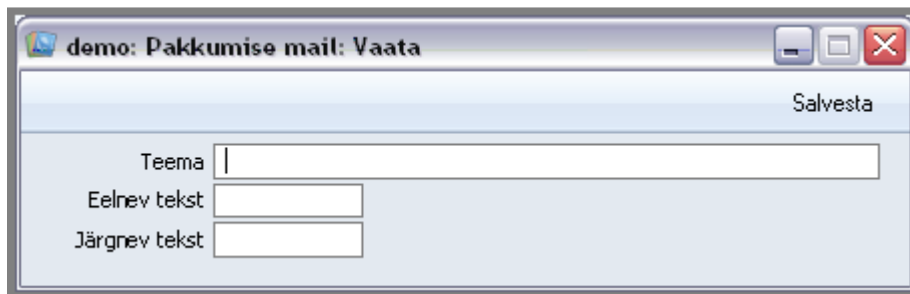 demo: Pakkumise mail: Vaata
Salvesta
Teema
Eelnev tekst
Järgnev tekst